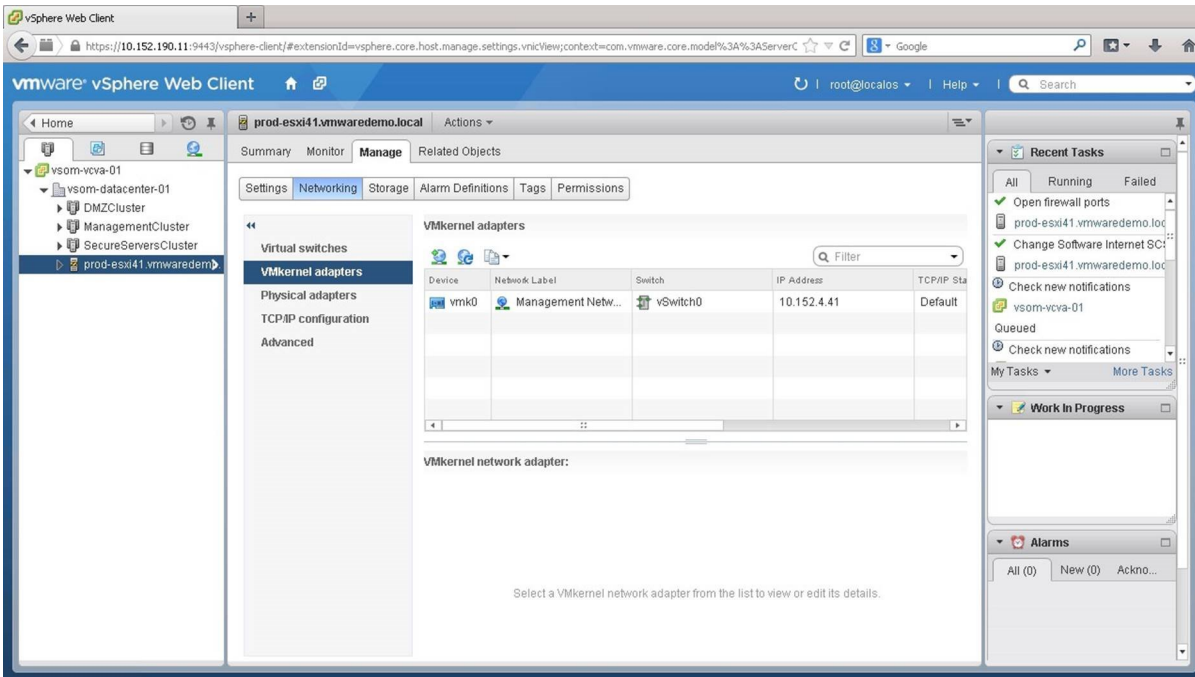 vSphere Web Client
https://10.152.190.11:9443/vsphere-client/#extensionId=vsphere.core.host.manage.settings.vnicView;context=com.vmware.core.model%3A%3AServerC
Google
vmware® vSphere Web Client
root@localos
Help
Search
Home
vsom-vcva-01
vsom-datacenter-01
DMZCluster
ManagementCluster
SecureServersCluster
prod-esxi41.vmwaredem
prod-esxi41.vmwaredemo.local
Actions
Summary Monitor Manage Related Objects
Settings Networking Storage Alarm Definitions Tags Permissions
Virtual switches
VMkernel adapters
Physical adapters
TCP/IP configuration
Advanced
VMkernel adapters
Filter
Device Network Label Switch IP Address TCP/IP Sta
vmk0 Management Netw... vSwitch0 10.152.4.41 Default
VMkernel network adapter:
Select a VMkernel network adapter from the list to view or edit its details.
Recent Tasks
All Running Failed
Open firewall ports
prod-esxi41.vmwaredemo.loc
Change Software Internet SC
prod-esxi41.vmwaredemo.loc
Check new notifications
vsom-vcva-01
Queued
Check new notifications
My Tasks More Tasks
Work In Progress
Alarms
All (0) New (0) Ackno...